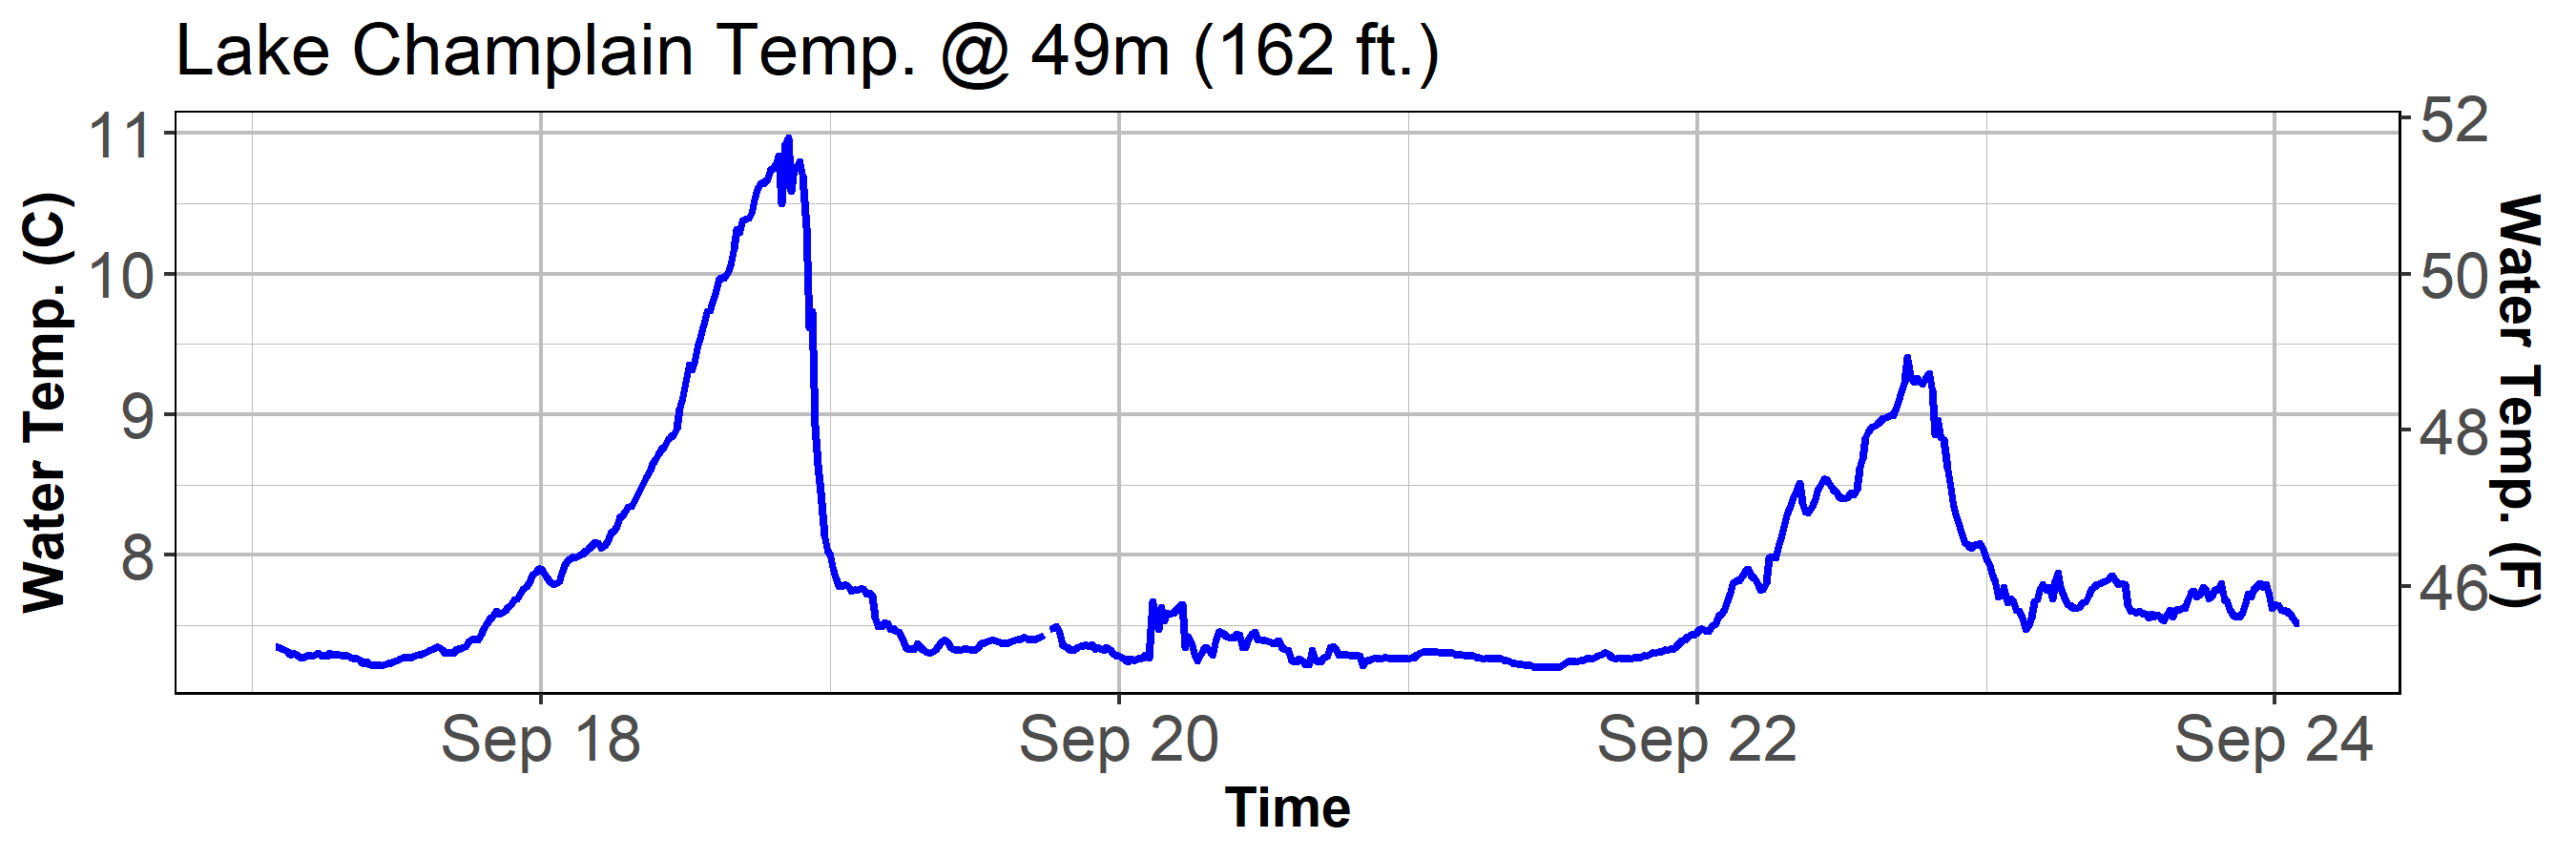 Lake Champlain Temp. @ 49m (162 ft.)
Water Temp. (C)
11
10
9
8
52
50
48
46
Water Temp. (F)
Sep 18
Sep 20
Sep 22
Sep 24
Time